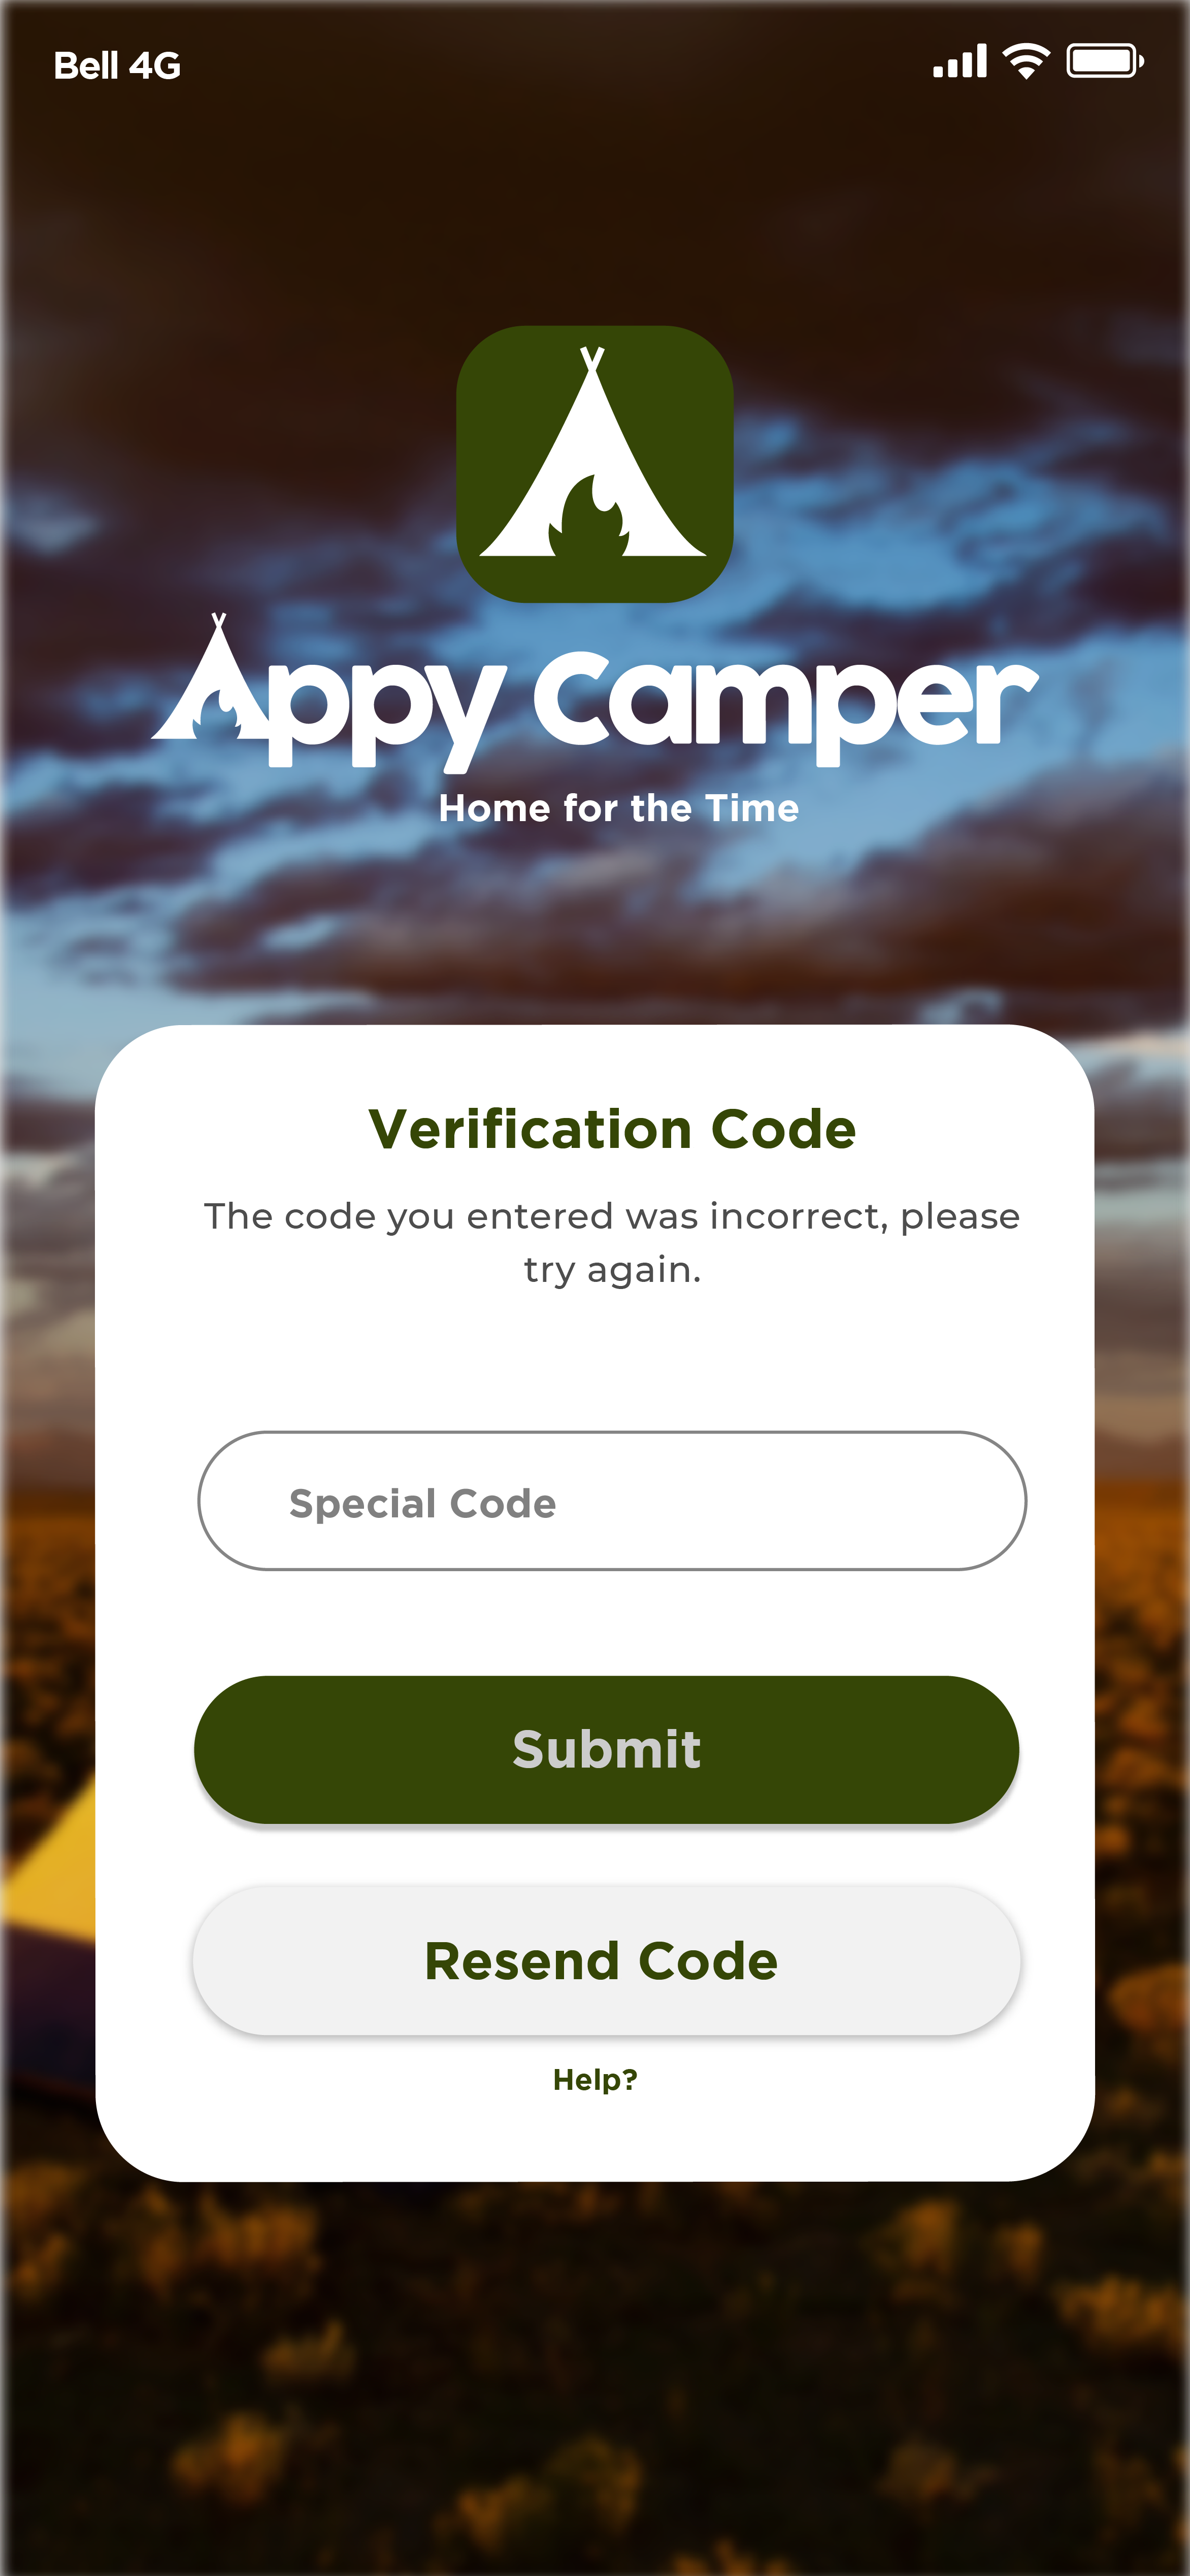 Bell 4G
Appy Camper
Home for the Time
Verification Code
The code you entered was incorrect, please
try again.
Special Code
Submit
Resend Code
Help?